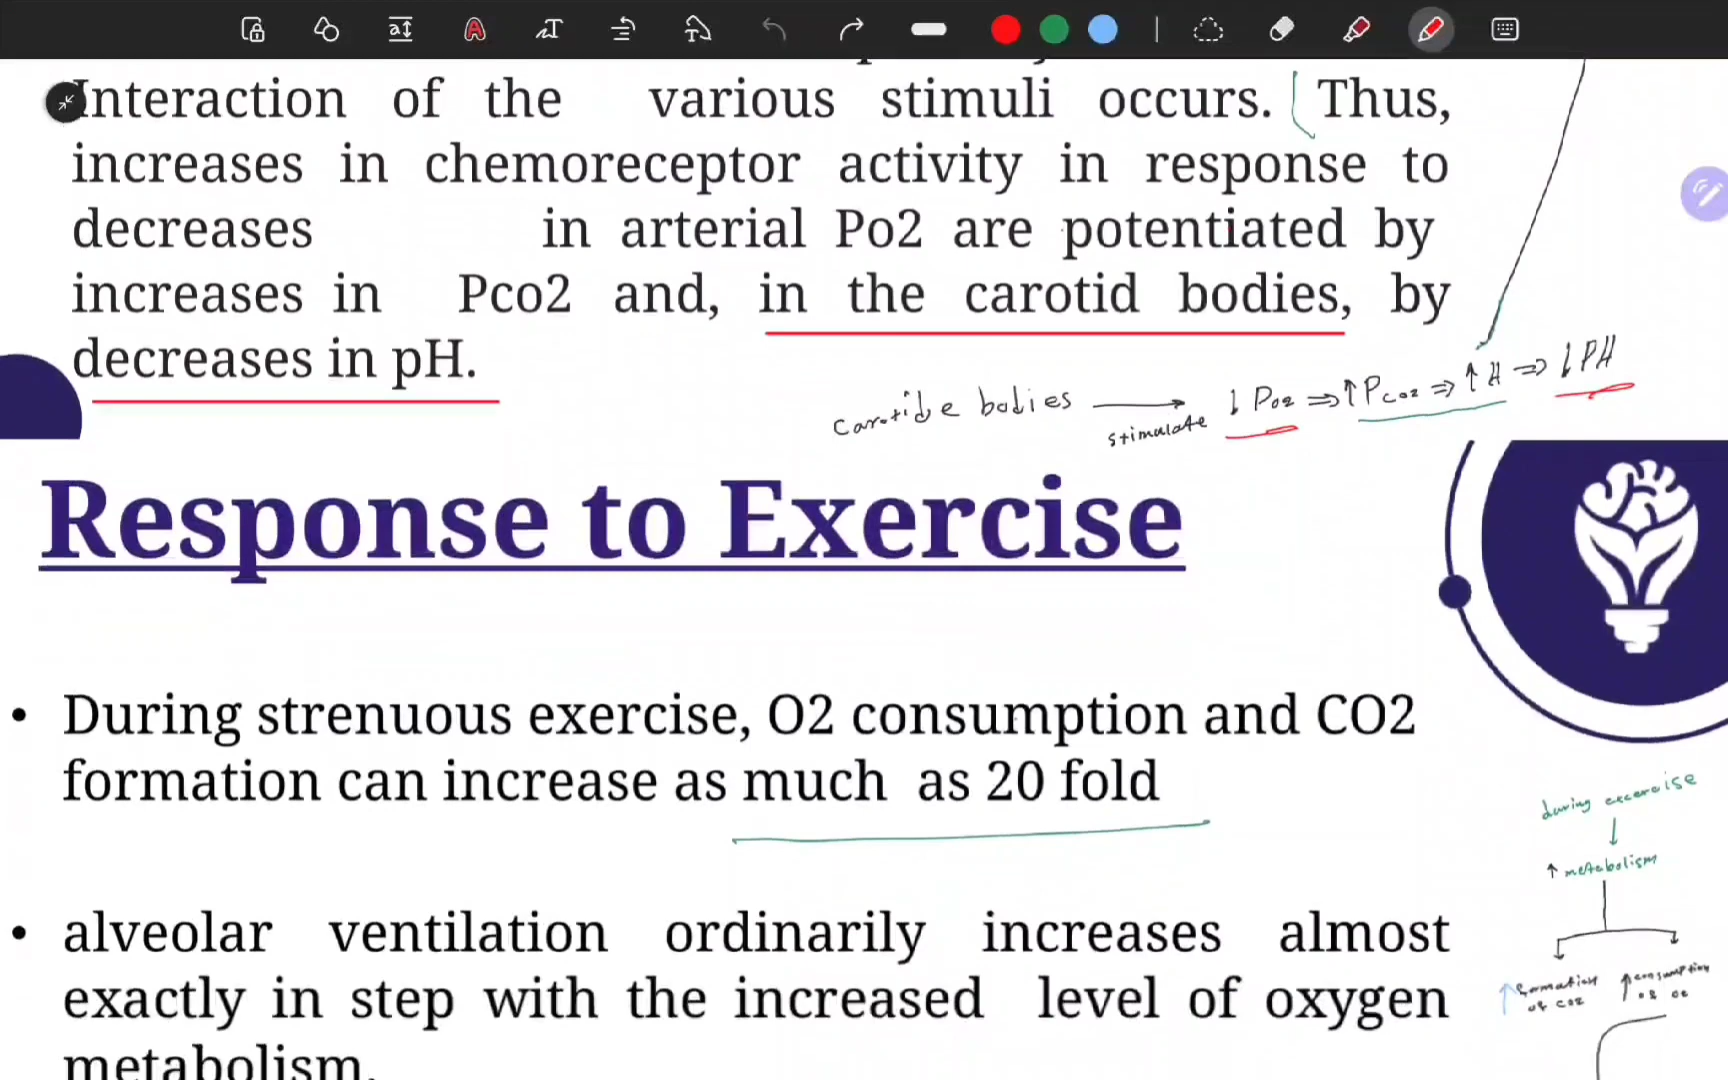 Interaction of the various stimuli occurs. Thus,
increases in chemoreceptor activity in response to
decreases in arterial Po2 are potentiated by
increases in Pco2 and, in the carotid bodies, by
decreases in pH.
carotide bodies stimulate ↓ Po2 ⇒ ↑ Pco2 ⇒ ↑ H ⇒ ↓ PH
Response to Exercise
• During strenuous exercise, O2 consumption and CO2
formation can increase as much as 20 fold
during excercise
↓
↑ metabolism
↑ formation of co2
↑ consumption of
• alveolar ventilation ordinarily increases almost
exactly in step with the increased level of oxygen
metabolism.